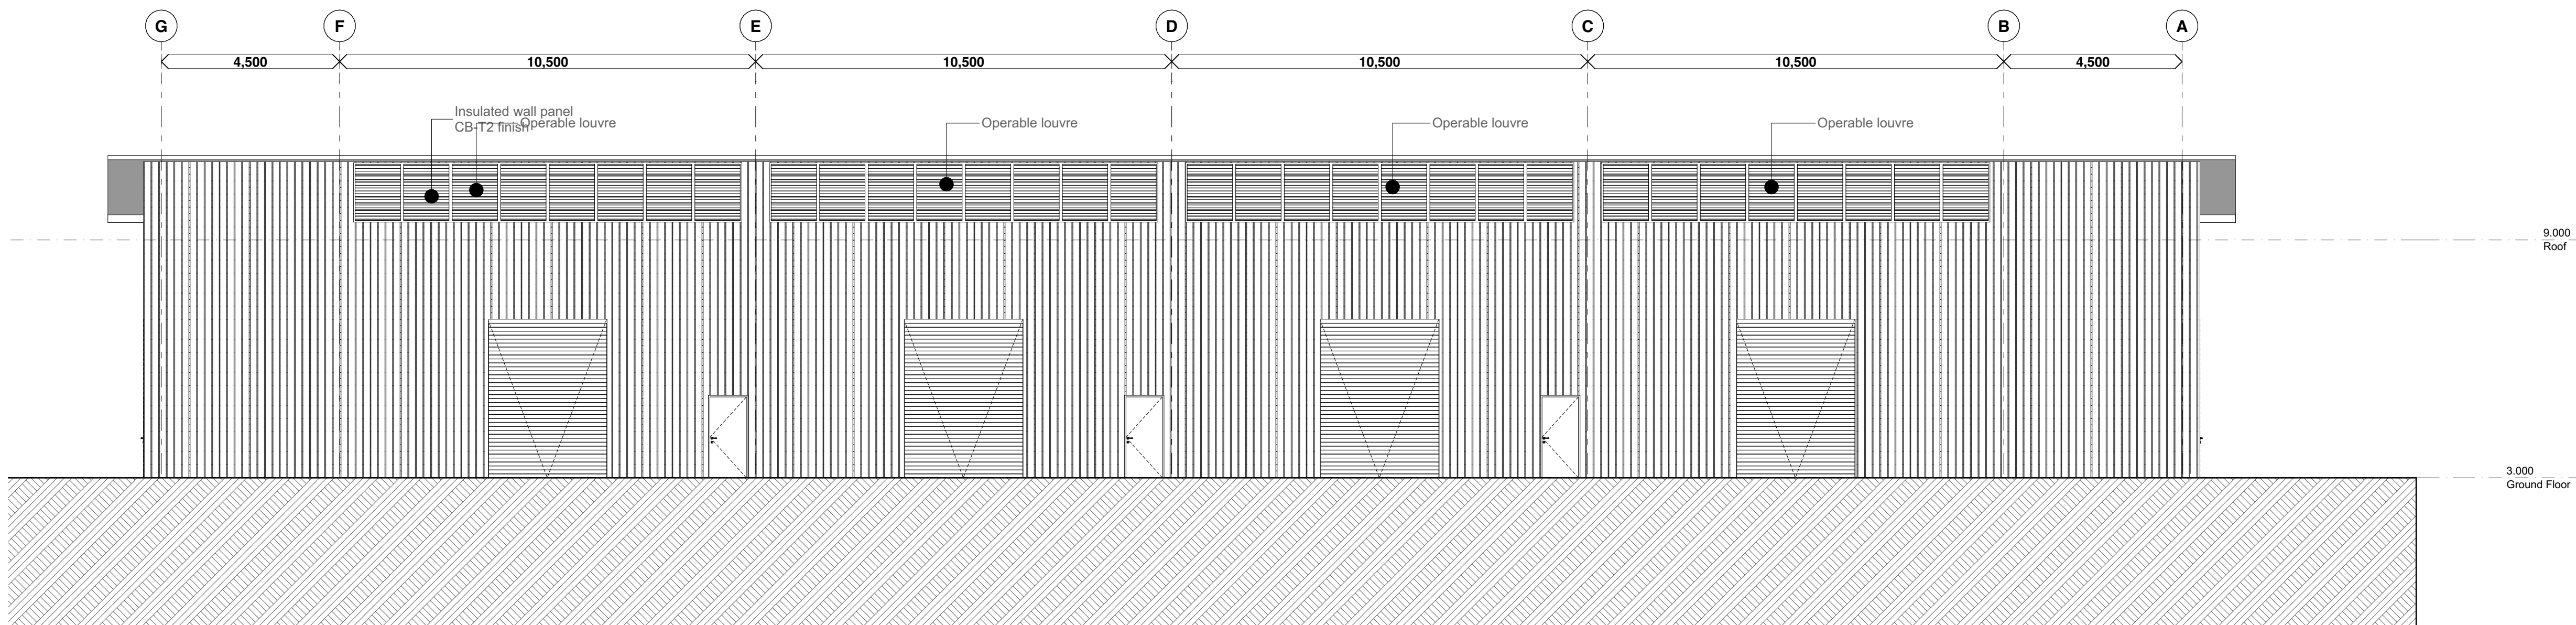 G F E D C B A
4,500 10,500 10,500 10,500 10,500 4,500
Insulated wall panel
CB-T2 finish
Operable louvre
Operable louvre
Operable louvre
Operable louvre
9.000
Roof
3.000
Ground Floor